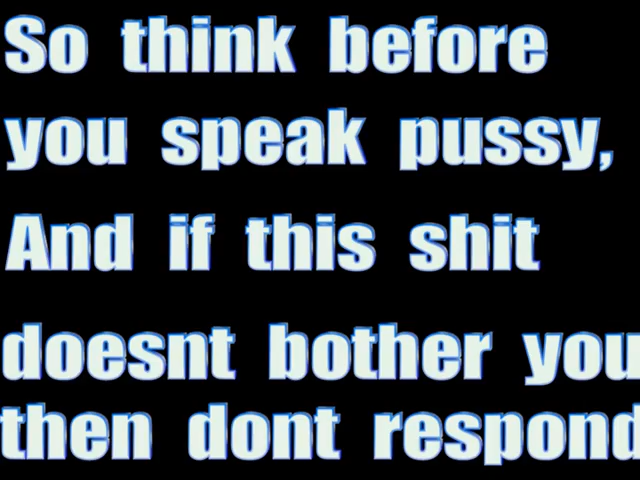 So think before
you speak pussy,
And if this shit
doesnt bother you
then dont respond